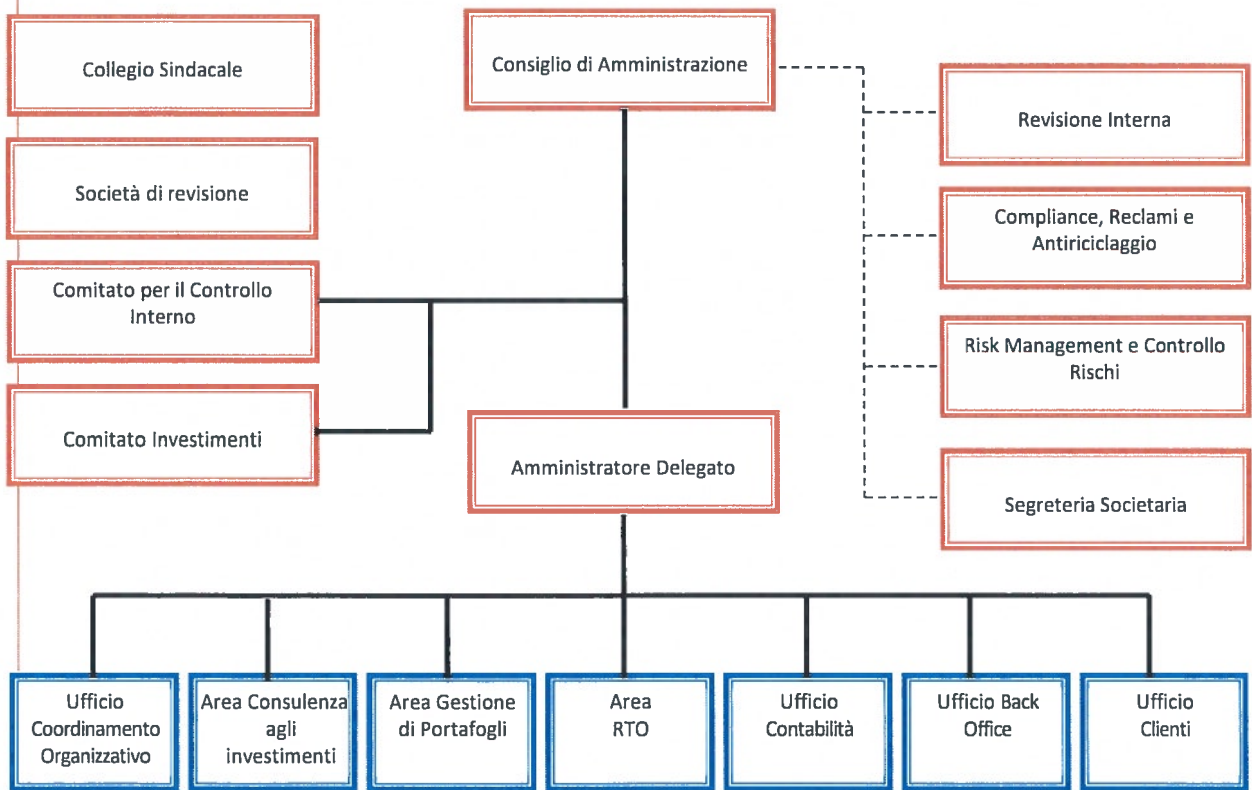 Collegio Sindacale
Consiglio di Amministrazione
Revisione Interna
Società di revisione
Compliance, Reclami e
Antiriciclaggio
Comitato per il Controllo
Interno
Risk Management e Controllo
Rischi
Comitato Investimenti
Amministratore Delegato
Segreteria Societaria
Ufficio
Coordinamento
Organizzativo
Area Consulenza
agli
investimenti
Area Gestione
di Portafogli
Area
RTO
Ufficio
Contabilità
Ufficio Back
Office
Ufficio
Clienti